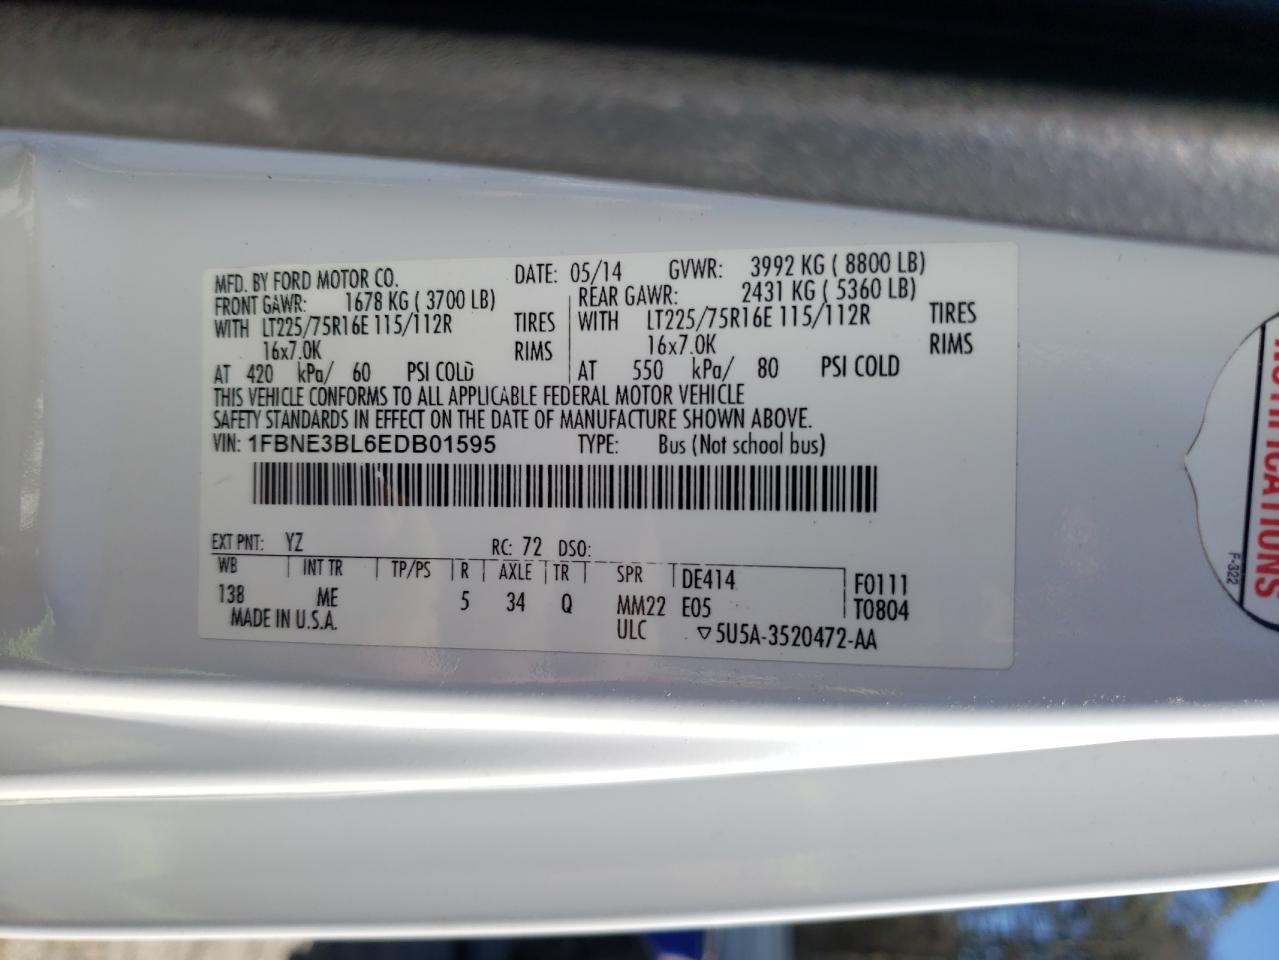 MFD. BY FORD MOTOR CO. DATE: 05/14 GVWR: 3992 KG ( 8800 LB)
FRONT GAWR: 1678 KG ( 3700 LB) REAR GAWR: 2431 KG ( 5360 LB)
WITH LT225/75R16E 115/112R TIRES WITH LT225/75R16E 115/112R TIRES
16x7.0K RIMS 16x7.0K RIMS
AT 420 kPa/ 60 PSI COLD AT 550 kPa/ 80 PSI COLD
THIS VEHICLE CONFORMS TO ALL APPLICABLE FEDERAL MOTOR VEHICLE
SAFETY STANDARDS IN EFFECT ON THE DATE OF MANUFACTURE SHOWN ABOVE.
VIN: 1FBNE3BL6EDB01595 TYPE: Bus (Not school bus)
EXT PNT: YZ RC: 72 DSO:
WB INT TR TP/PS R AXLE TR SPR DE414 F0111
138 ME 5 34 Q MM22 E05 T0804
MADE IN U.S.A. ULC ▽5U5A-3520472-AA
F-322